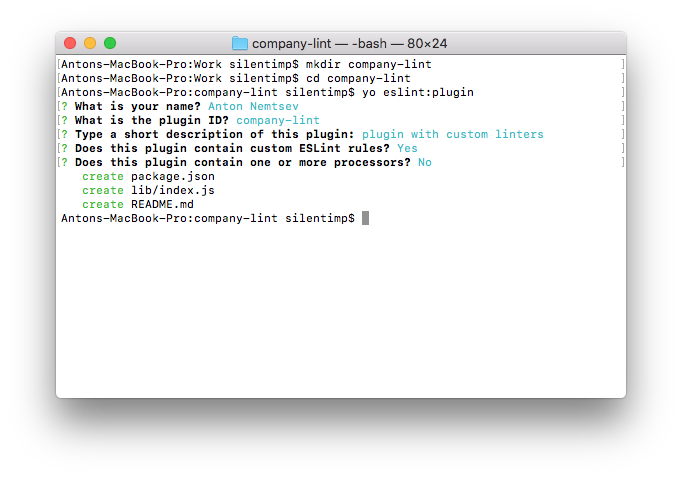 company-lint — -bash — 80×24
[Antons-MacBook-Pro:Work silentimp$ mkdir company-lint ]
[Antons-MacBook-Pro:Work silentimp$ cd company-lint ]
[Antons-MacBook-Pro:company-lint silentimp$ yo eslint:plugin ]
[? What is your name? Anton Nemtsev ]
[? What is the plugin ID? company-lint ]
[? Type a short description of this plugin: plugin with custom linters ]
[? Does this plugin contain custom ESLint rules? Yes ]
[? Does this plugin contain one or more processors? No ]
create package.json
create lib/index.js
create README.md
Antons-MacBook-Pro:company-lint silentimp$